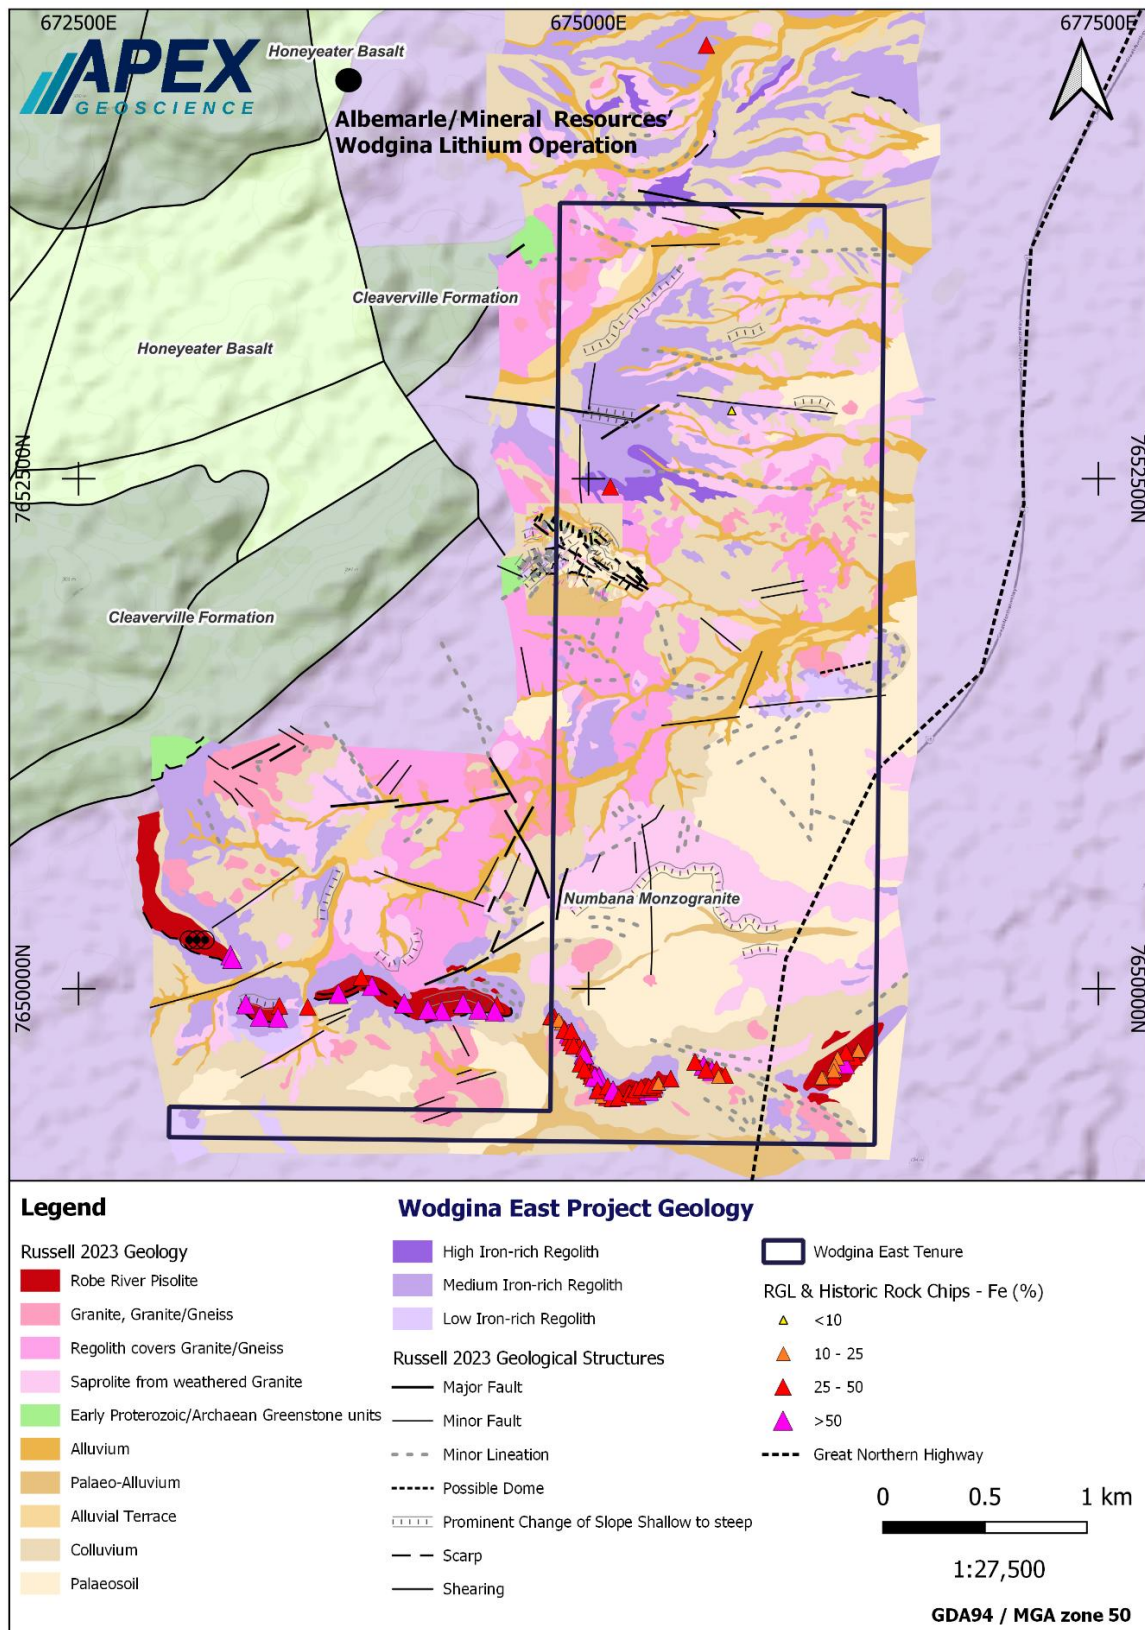 672500E
675000E
677500E
APEX
GEOSCIENCE
Honeyeater Basalt
Albemarle/Mineral Resources'
Wodgina Lithium Operation
Cleaverville Formation
Honeyeater Basalt
7652500N
7652500N
Cleaverville Formation
Numbana Monzogranite
7650000N
7650000N
Legend
Russell 2023 Geology
Robe River Pisolite
Granite, Granite/Gneiss
Regolith covers Granite/Gneiss
Saprolite from weathered Granite
Early Proterozoic/Archaean Greenstone units
Alluvium
Palaeo-Alluvium
Alluvial Terrace
Colluvium
Palaeosoil
Wodgina East Project Geology
High Iron-rich Regolith
Medium Iron-rich Regolith
Low Iron-rich Regolith
Russell 2023 Geological Structures
Major Fault
Minor Fault
Minor Lineation
Possible Dome
Prominent Change of Slope Shallow to steep
Scarp
Shearing
Wodgina East Tenure
RGL & Historic Rock Chips - Fe (%)
<10
10 - 25
25 - 50
>50
Great Northern Highway
0 0.5 1 km
1:27,500
GDA94 / MGA zone 50